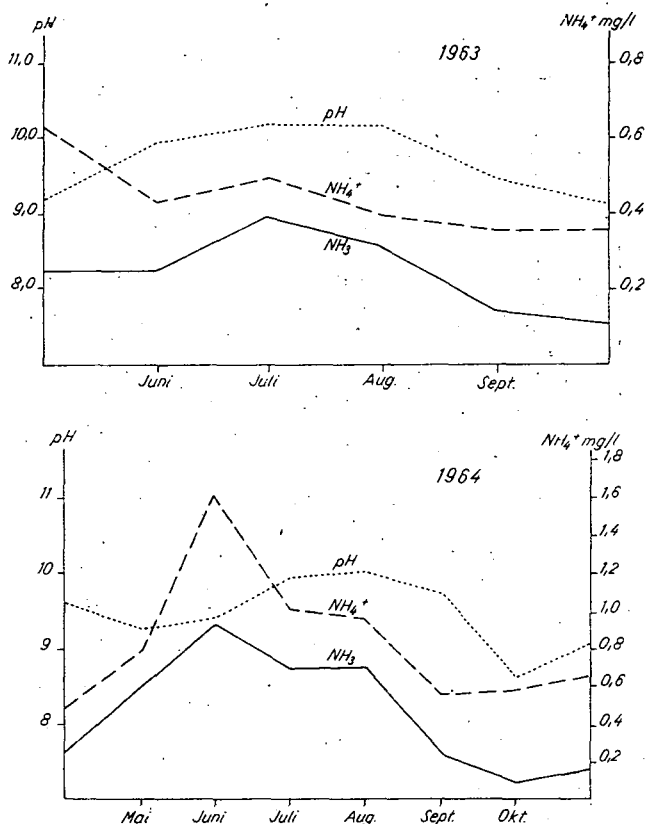 pH NH₄⁺ mg/l
1963
11,0 0,8
pH
10,0 0,6
NH₄⁺
9,0 0,4
NH₃
8,0 0,2
Juni Juli Aug. Sept.
pH NH₄⁺ mg/l
1,8
1964
11 1,6
1,4
pH
10 1,2
NH₄⁺
1,0
9 0,8
NH₃
0,6
8 0,4
0,2
Mai Juni Juli Aug. Sept. Okt.